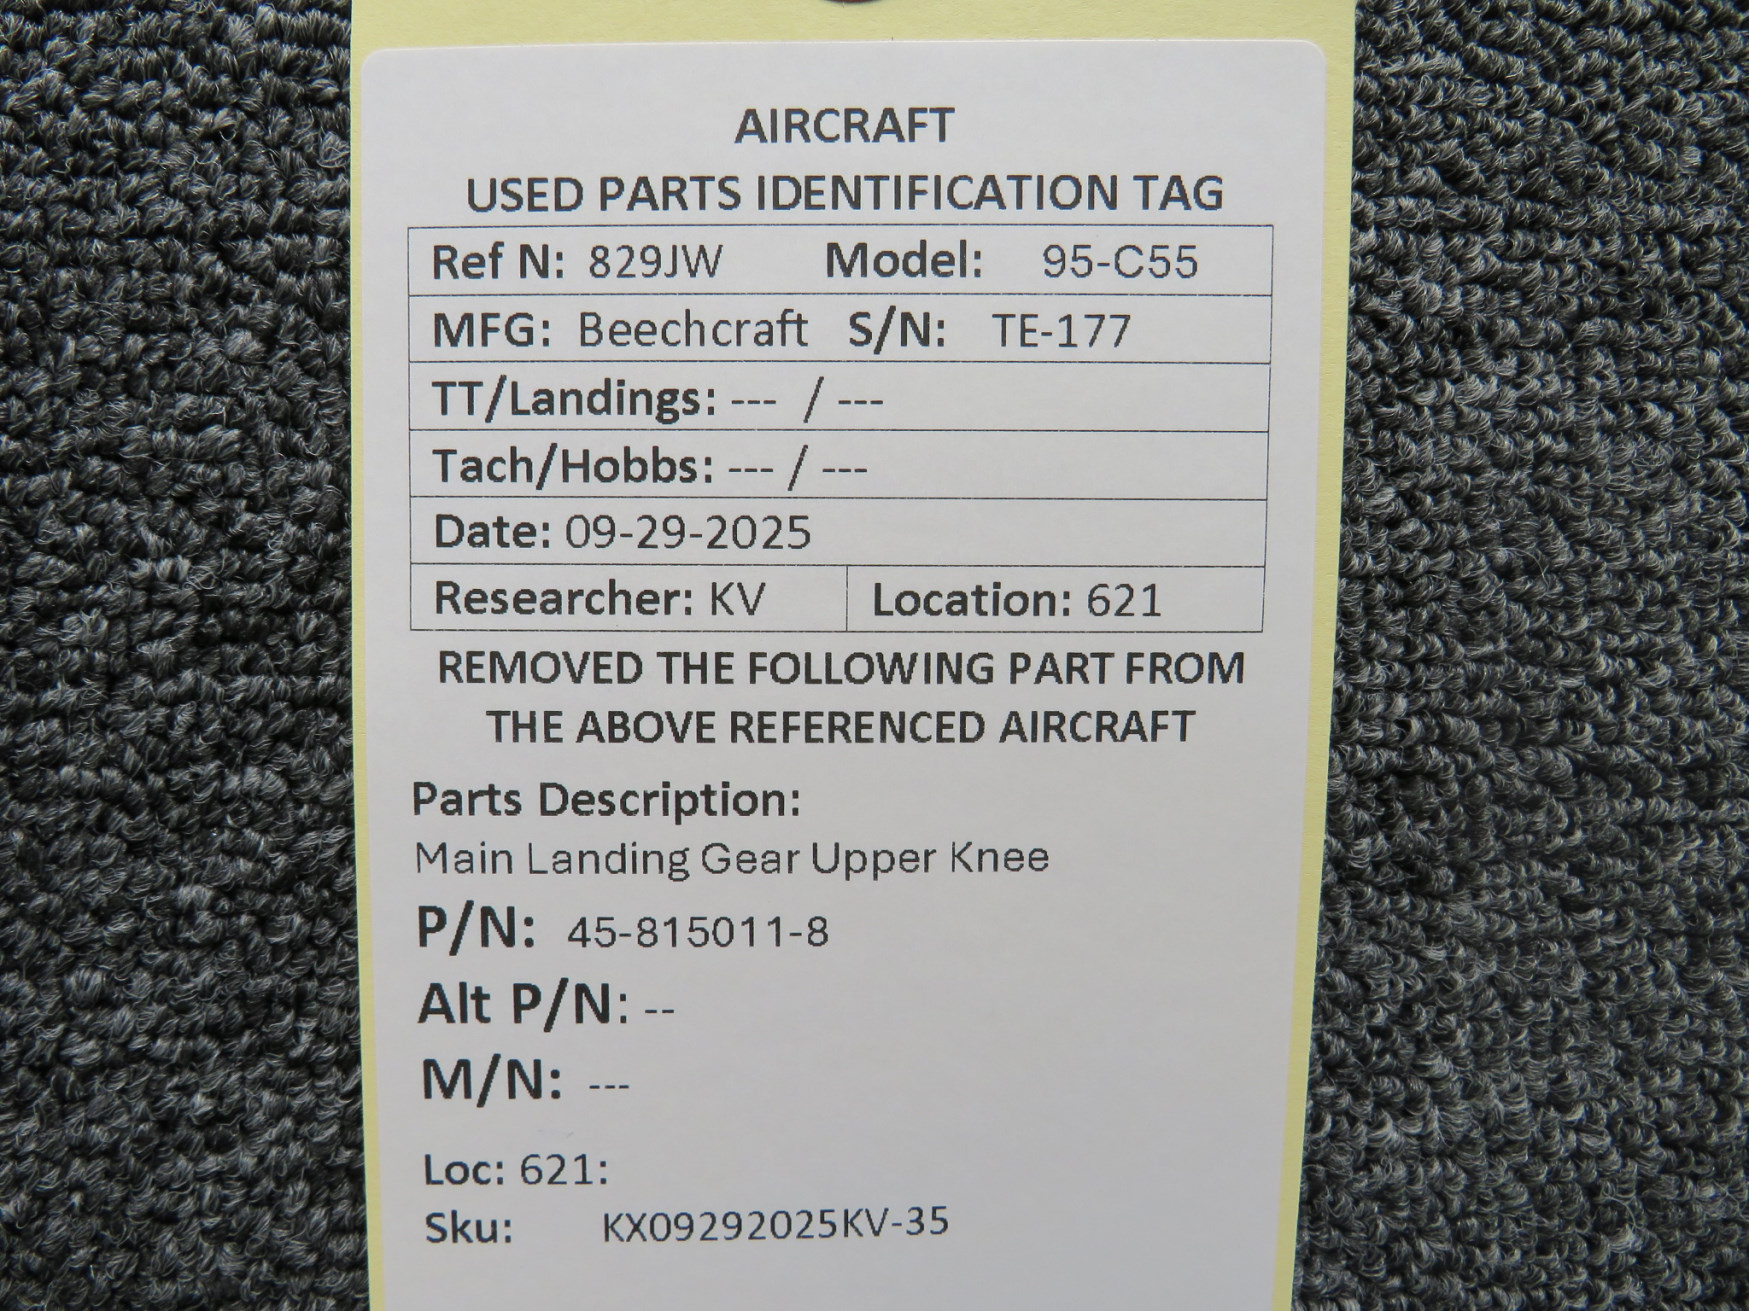 AIRCRAFT
USED PARTS IDENTIFICATION TAG
Ref N: 829JW Model: 95-C55
MFG: Beechcraft S/N: TE-177
TT/Landings: --- / ---
Tach/Hobbs: --- / ---
Date: 09-29-2025
Researcher: KV Location: 621
REMOVED THE FOLLOWING PART FROM
THE ABOVE REFERENCED AIRCRAFT
Parts Description:
Main Landing Gear Upper Knee
P/N: 45-815011-8
Alt P/N: --
M/N: ---
Loc: 621:
Sku: KX09292025KV-35